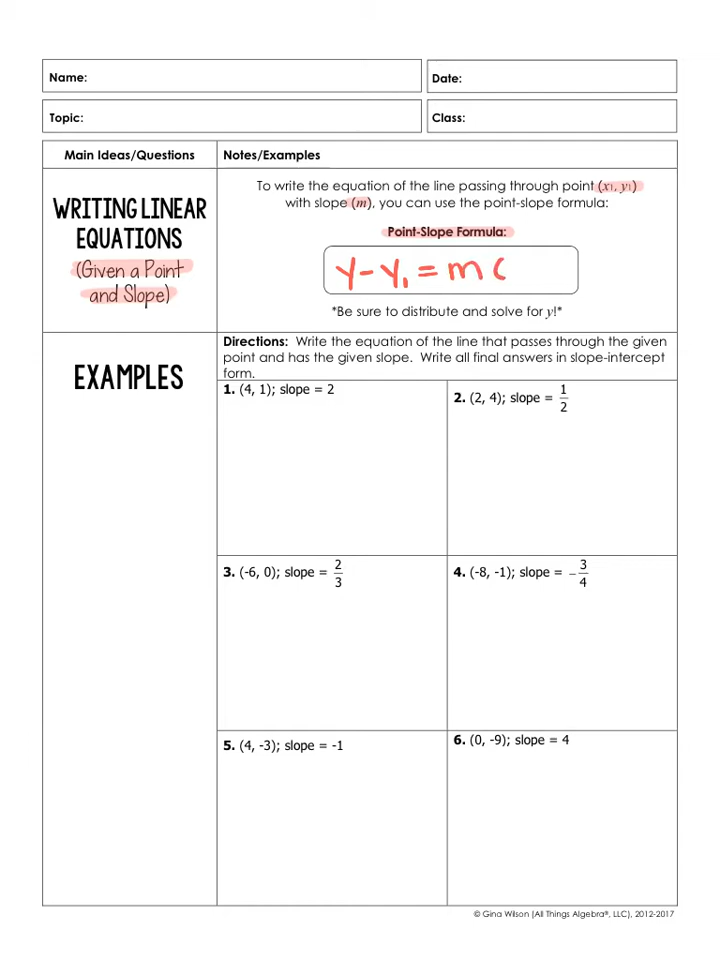 Name:
Date:
Topic:
Class:
Main Ideas/Questions
Notes/Examples
WRITING LINEAR
EQUATIONS
(Given a Point
and Slope)
To write the equation of the line passing through point (x₁, y₁)
with slope (m), you can use the point-slope formula:
Point-Slope Formula:
y - y₁ = m (
*Be sure to distribute and solve for y!*
EXAMPLES
Directions: Write the equation of the line that passes through the given
point and has the given slope. Write all final answers in slope-intercept
form.
1. (4, 1); slope = 2
2. (2, 4); slope = 1/2
3. (-6, 0); slope = 2/3
4. (-8, -1); slope = -3/4
5. (4, -3); slope = -1
6. (0, -9); slope = 4
© Gina Wilson (All Things Algebra®, LLC), 2012-2017